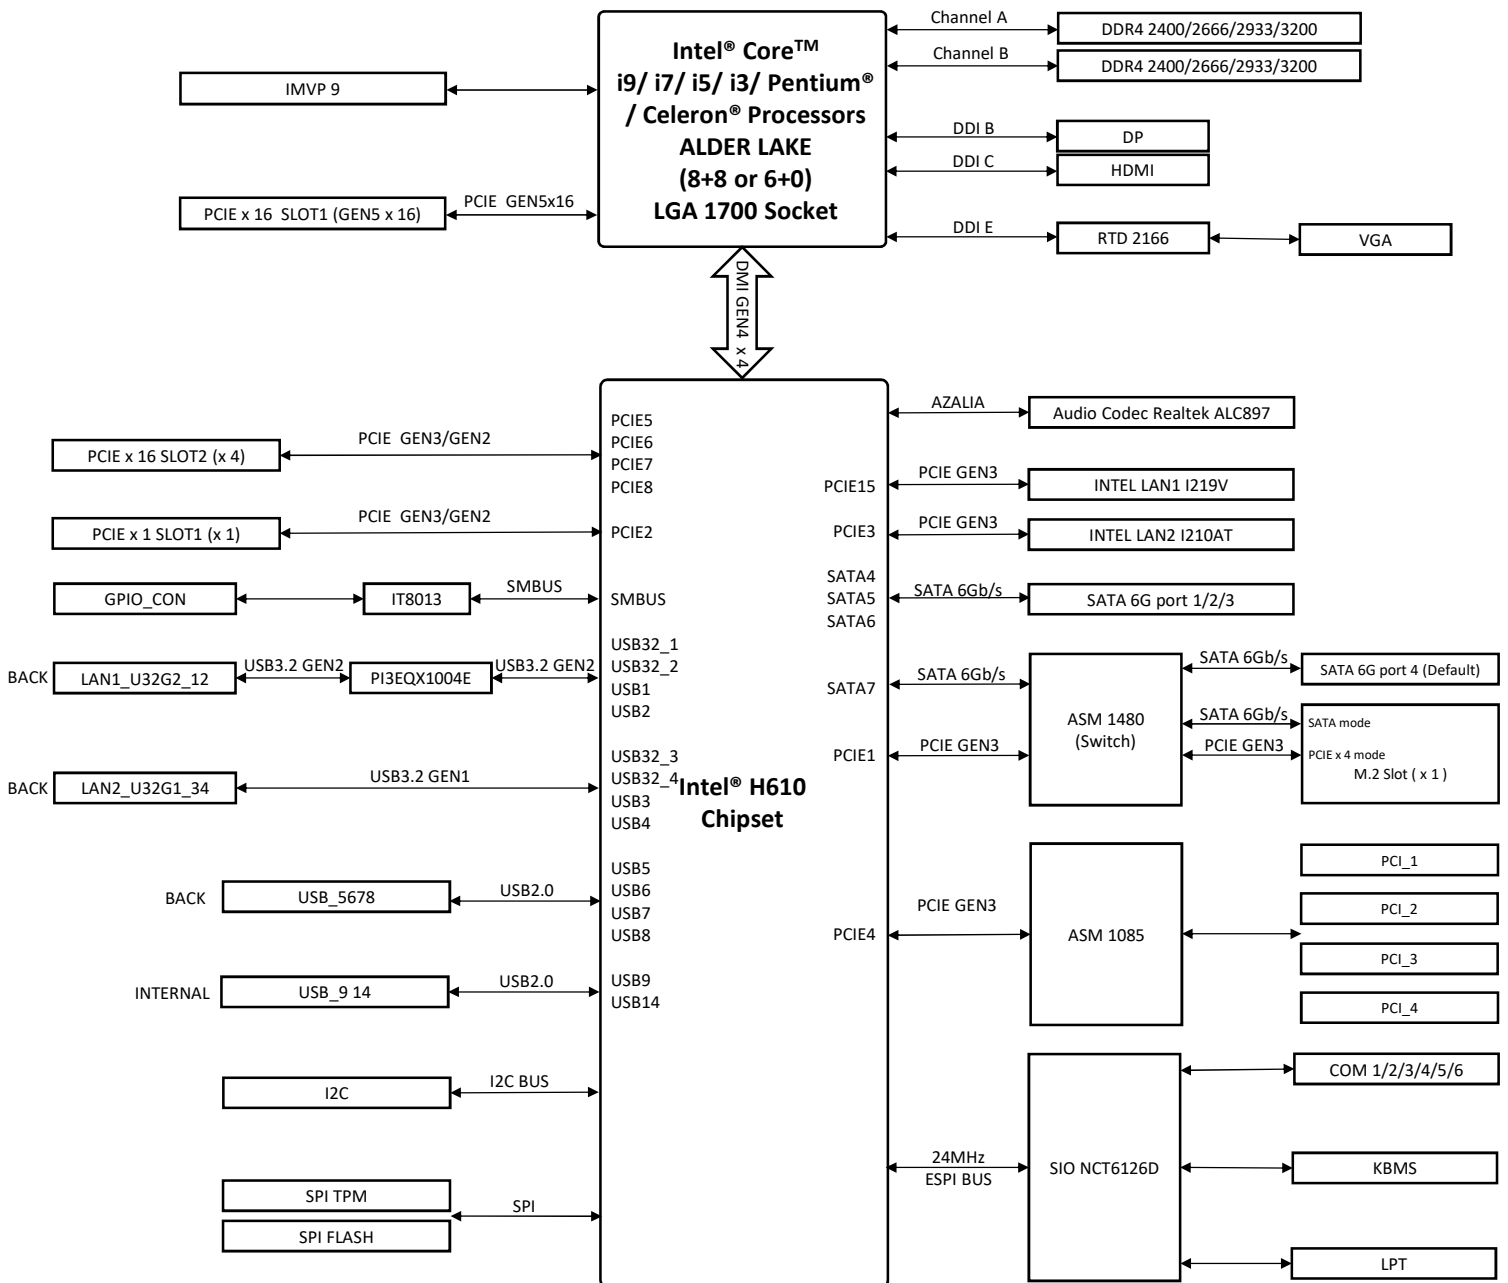 Intel® Core™
i9/ i7/ i5/ i3/ Pentium®
/ Celeron® Processors
ALDER LAKE
(8+8 or 6+0)
LGA 1700 Socket
IMVP 9
PCIE x 16  SLOT1 (GEN5 x 16)
PCIE  GEN5x16
Channel A
DDR4 2400/2666/2933/3200
Channel B
DDR4 2400/2666/2933/3200
DDI B
DP
DDI C
HDMI
DDI E
RTD 2166
VGA
DMI GEN4  x 4
Intel® H610
Chipset
PCIE x 16 SLOT2 (x 4)
PCIE  GEN3/GEN2
PCIE5
PCIE6
PCIE7
PCIE8
PCIE x 1 SLOT1 (x 1)
PCIE  GEN3/GEN2
PCIE2
GPIO_CON
IT8013
SMBUS
SMBUS
BACK
LAN1_U32G2_12
USB3.2 GEN2
PI3EQX1004E
USB3.2 GEN2
USB32_1
USB32_2
USB1
USB2
BACK
LAN2_U32G1_34
USB3.2 GEN1
USB32_3
USB32_4
USB3
USB4
BACK
USB_5678
USB2.0
USB5
USB6
USB7
USB8
INTERNAL
USB_9 14
USB2.0
USB9
USB14
I2C
I2C BUS
SPI TPM
SPI FLASH
SPI
AZALIA
Audio Codec Realtek ALC897
PCIE15
PCIE GEN3
INTEL LAN1 I219V
PCIE3
PCIE GEN3
INTEL LAN2 I210AT
SATA4
SATA5
SATA6
SATA 6Gb/s
SATA 6G port 1/2/3
SATA7
SATA 6Gb/s
PCIE1
PCIE GEN3
ASM 1480
(Switch)
SATA 6Gb/s
SATA 6G port 4 (Default)
SATA 6Gb/s
SATA mode
PCIE GEN3
PCIE x 4 mode
M.2 Slot ( x 1 )
PCIE4
PCIE GEN3
ASM 1085
PCI_1
PCI_2
PCI_3
PCI_4
24MHz
ESPI BUS
SIO NCT6126D
COM 1/2/3/4/5/6
KBMS
LPT